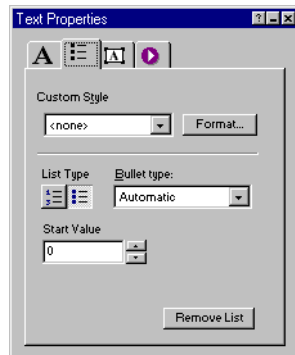 Text Properties
A A
Custom Style
<none> Format...
List Type Bullet type:
Automatic
Start Value
0
Remove List